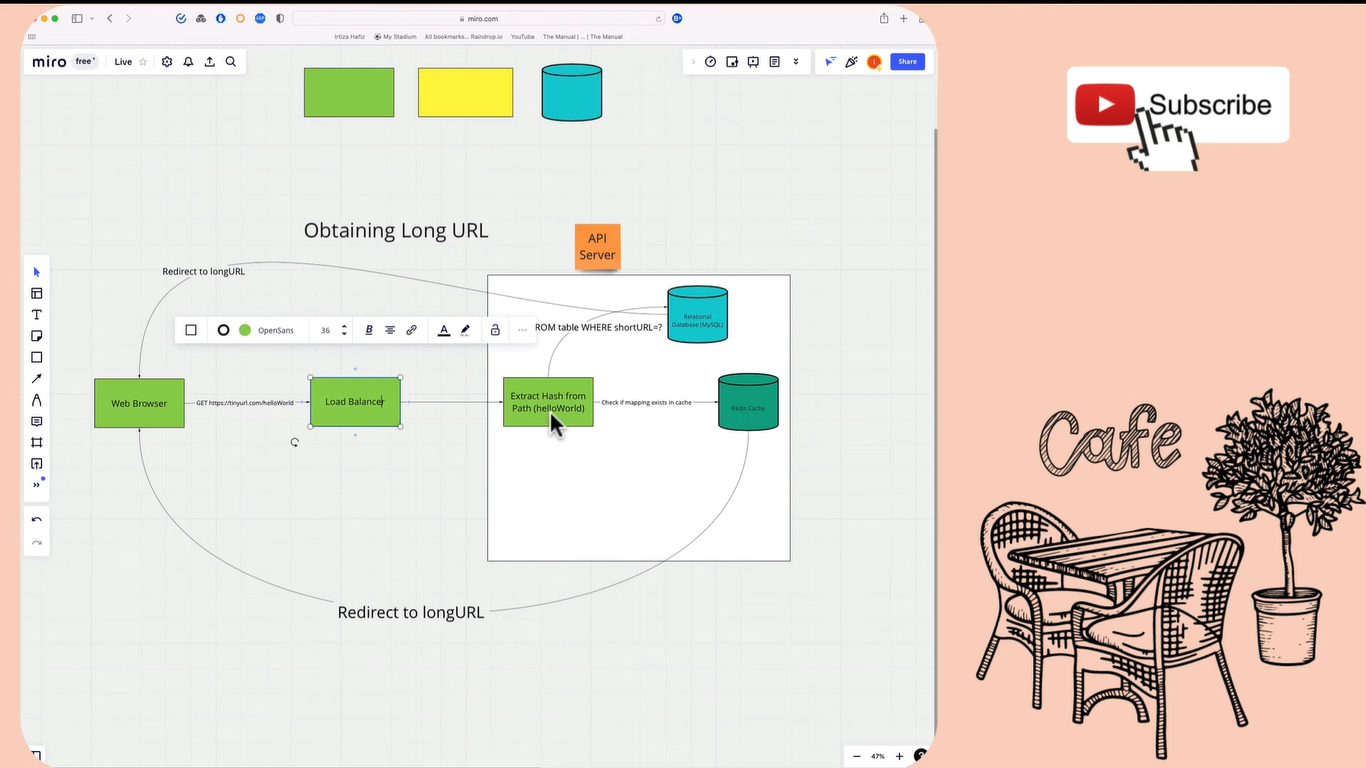 miro.com
Irtiza Hafiz My Stadium All bookmarks... Raindrop.io YouTube The Manual | ... | The Manual
miro free Live Share
Subscribe
Obtaining Long URL
API
Server
Redirect to longURL
OpenSans 36 B A
ROM table WHERE shortURL=?
Relational
Database (MySQL)
Web Browser
GET https://tinyurl.com/helloWorld
Load Balancer
Extract Hash from
Path (helloWorld)
Check if mapping exists in cache
Redis Cache
Cafe
Redirect to longURL
47%